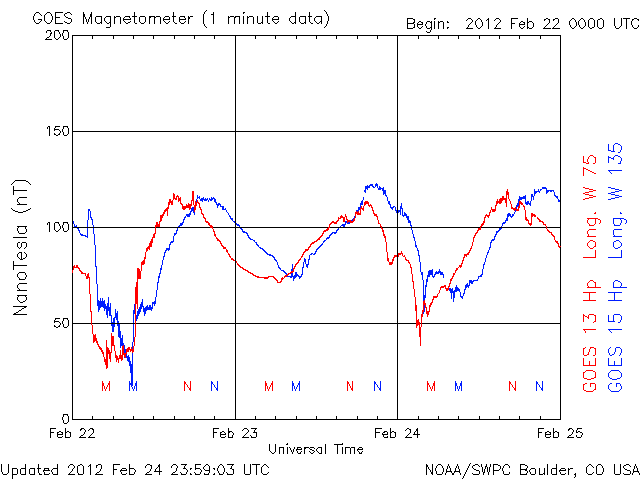 GOES Magnetometer (1 minute data)
Begin: 2012 Feb 22 0000 UTC
200
150
100
50
0
NanoTesla (nT)
M M N N M M N N M M N N
Feb 22 Feb 23 Feb 24 Feb 25
Universal Time
GOES 13 Hp Long. W 75
GOES 15 Hp Long. W 135
Updated 2012 Feb 24 23:59:03 UTC
NOAA/SWPC Boulder, CO USA